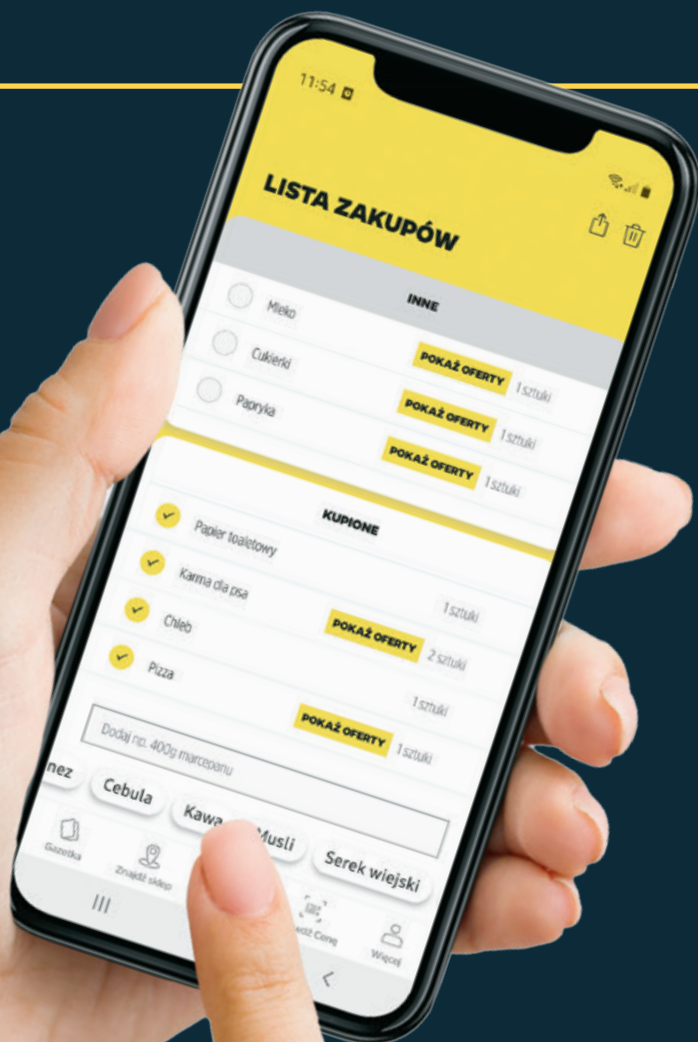 11:54
LISTA ZAKUPÓW
INNE
Mleko
POKAŻ OFERTY 1 sztuki
Cukierki
POKAŻ OFERTY 1 sztuki
Papryka
POKAŻ OFERTY 1 sztuki
KUPIONE
Papier toaletowy
1 sztuki
Karma dla psa
POKAŻ OFERTY 2 sztuki
Chleb
1 sztuki
Pizza
POKAŻ OFERTY 1 sztuki
Dodaj np. 400g marcepanu
nez Cebula Kawa Musli Serek wiejski
Gazetka Znajdź sklep Cenę Więcej